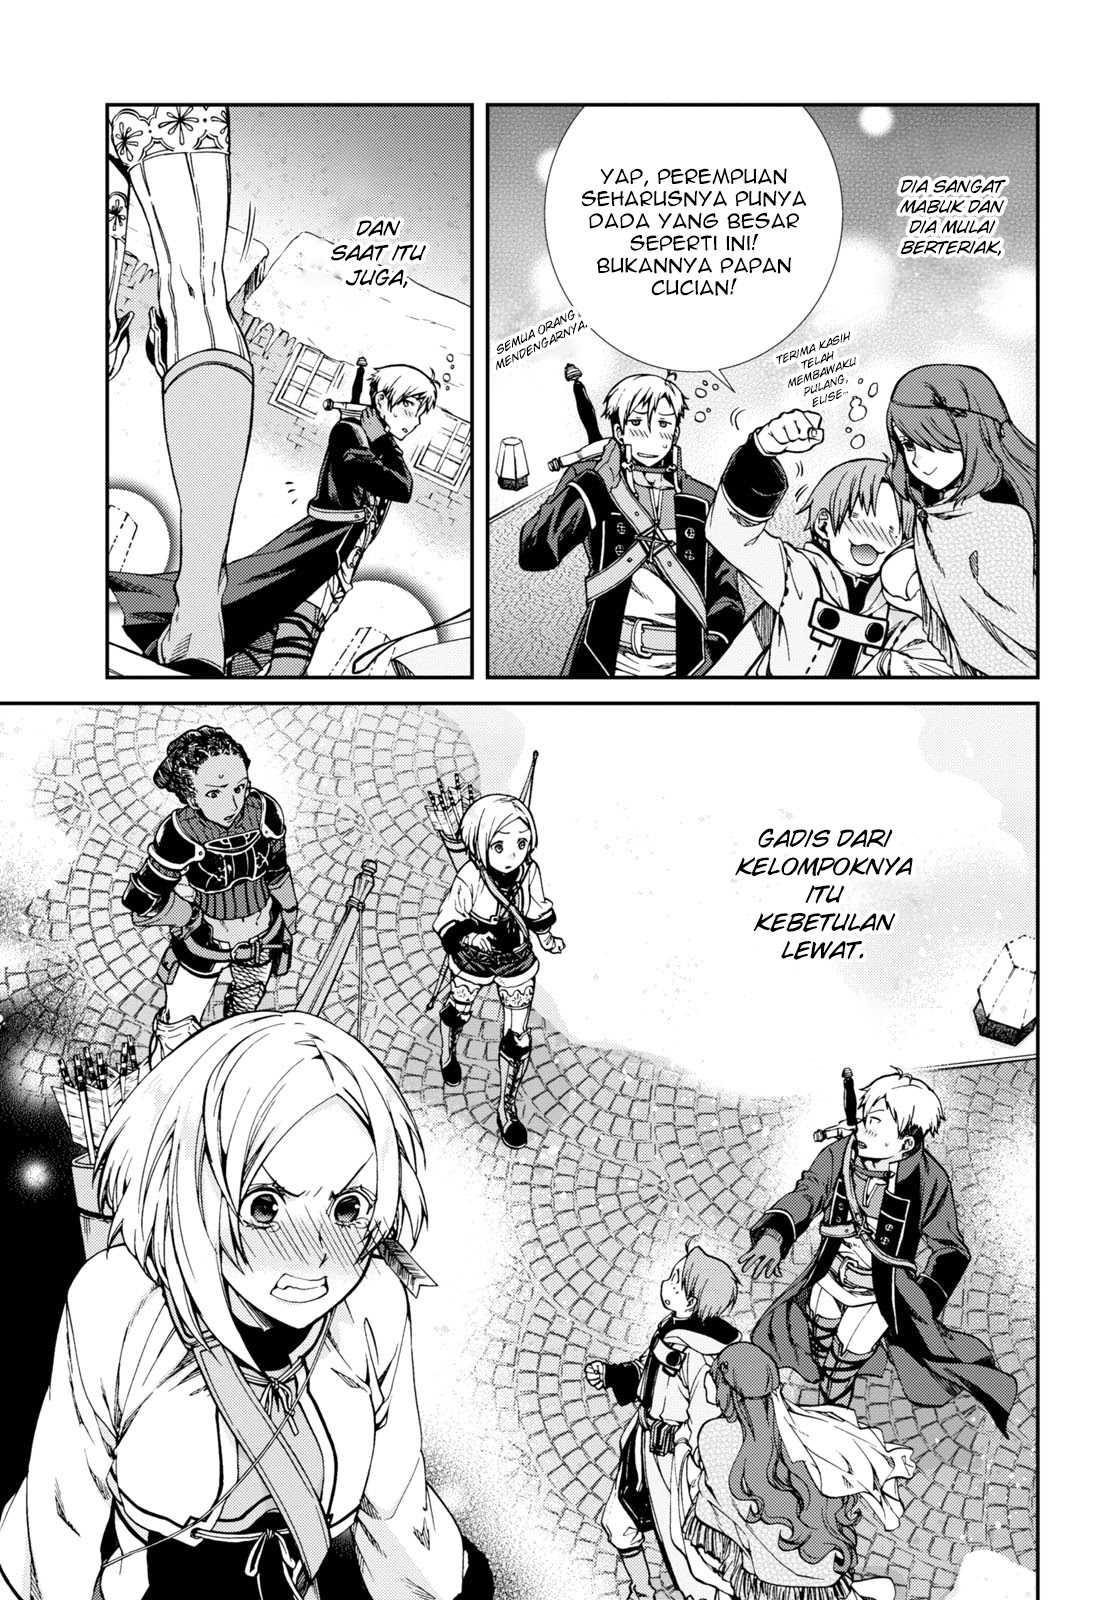 DIA SANGAT
MABUK DAN
DIA MULAI
BERTERIAK,
YAP, PEREMPUAN
SEHARUSNYA PUNYA
DADA YANG BESAR
SEPERTI INI!
BUKANNYA PAPAN
CUCIAN!
TERIMA KASIH
TELAH
MEMBAWAKU
PULANG,
ELISE~
SEMUA ORANG
MENDENGARNYA.
DAN
SAAT ITU
JUGA,
GADIS DARI
KELOMPOKNYA
ITU
KEBETULAN
LEWAT.